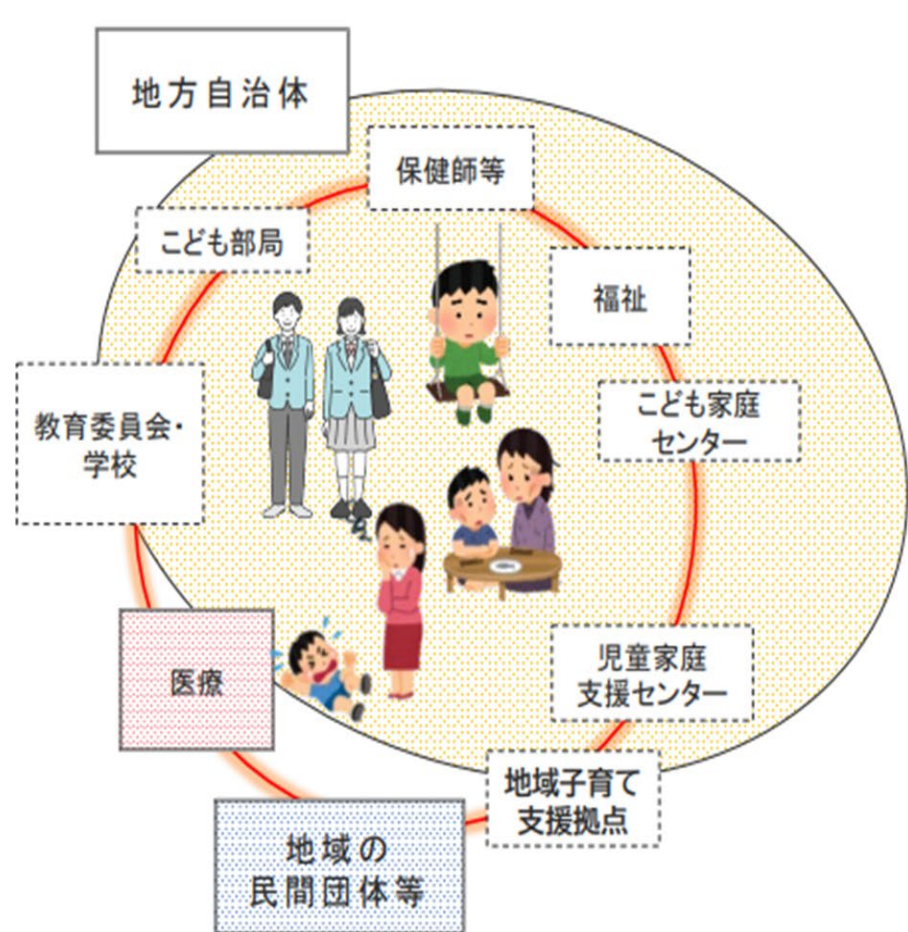 地方自治体
保健師等
こども部局
福祉
教育委員会・
学校
こども家庭
センター
医療
児童家庭
支援センター
地域子育て
支援拠点
地域の
民間団体等